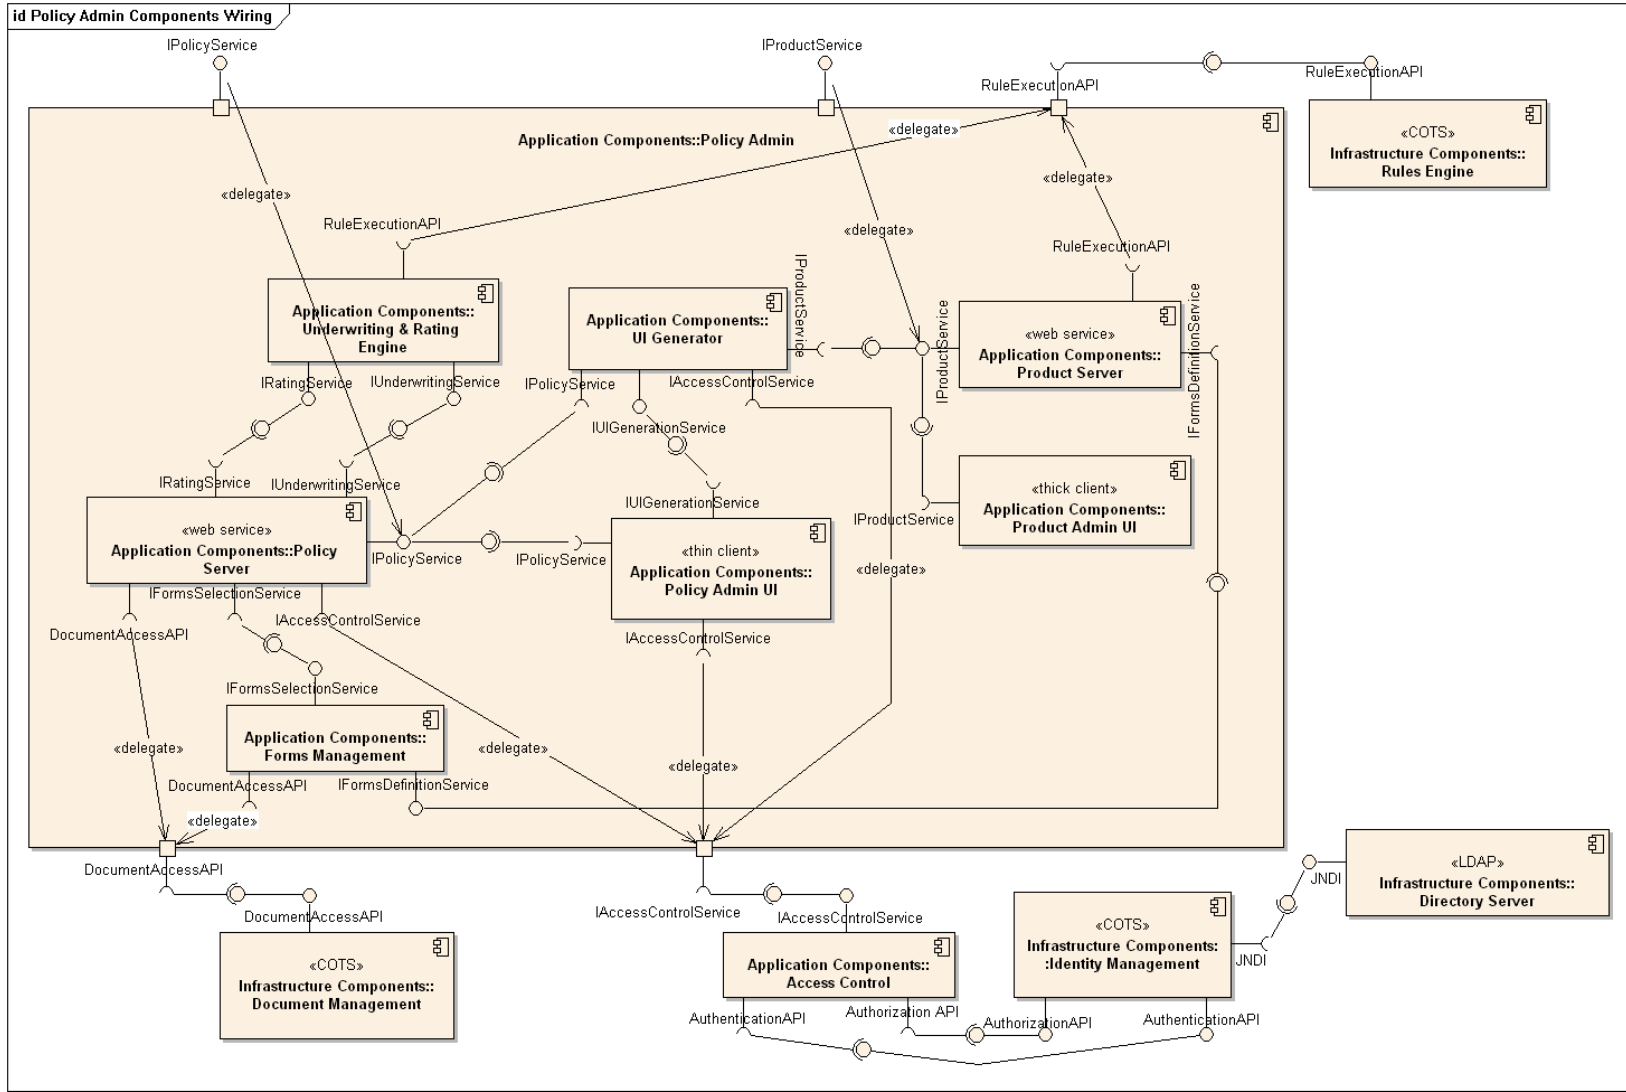 id Policy Admin Components Wiring
IPolicyService
IProductService
RuleExecutionAPI
RuleExecutionAPI
«COTS»
Infrastructure Components::
Rules Engine
Application Components::Policy Admin
«delegate»
«delegate»
«delegate»
«delegate»
RuleExecutionAPI
RuleExecutionAPI
Application Components::
Underwriting & Rating
Engine
Application Components::
UI Generator
IProductService
IProductService
«web service»
Application Components::
Product Server
IFormsDefinitionService
IRatingService
IUnderwritingService
IPolicyService
IAccessControlService
IUIGenerationService
IRatingService
IUnderwritingService
IUIGenerationService
«thick client»
Application Components::
Product Admin UI
IProductService
«web service»
Application Components::Policy
Server
IPolicyService
IPolicyService
«thin client»
Application Components::
Policy Admin UI
«delegate»
IFormsSelectionService
DocumentAccessAPI
IAccessControlService
IAccessControlService
IFormsSelectionService
Application Components::
Forms Management
«delegate»
«delegate»
«delegate»
DocumentAccessAPI
IFormsDefinitionService
«delegate»
DocumentAccessAPI
DocumentAccessAPI
IAccessControlService
IAccessControlService
«COTS»
Infrastructure Components::
Document Management
Application Components::
Access Control
«COTS»
Infrastructure Components:
:Identity Management
JNDI
JNDI
«LDAP»
Infrastructure Components::
Directory Server
AuthenticationAPI
Authorization API
AuthorizationAPI
AuthenticationAPI